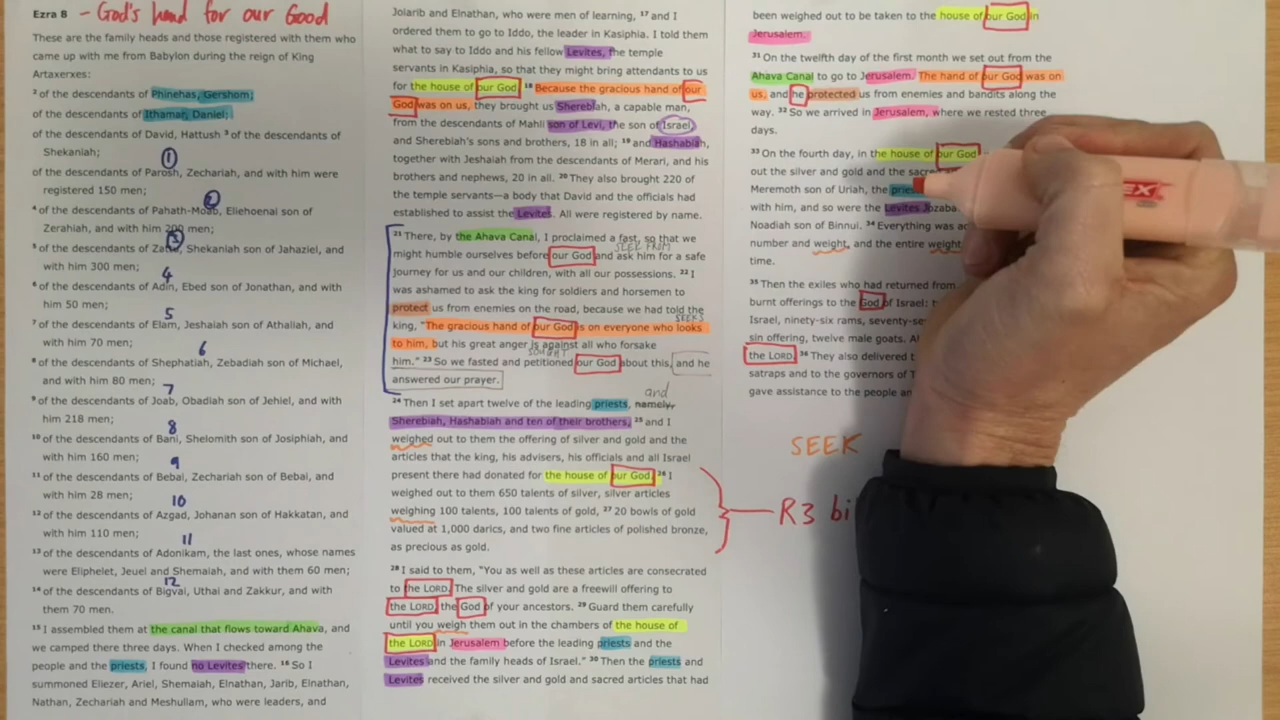 Ezra 8 - God's hand for our Good
These are the family heads and those registered with them who
came up with me from Babylon during the reign of King
Artaxerxes:
2 of the descendants of Phinehas, Gershom;
of the descendants of Ithamar, Daniel;
of the descendants of David, Hattush 3 of the descendants of
Shekaniah;
1
of the descendants of Parosh, Zechariah, and with him were
registered 150 men;
2
4 of the descendants of Pahath-Moab, Eliehoenai son of
Zerahiah, and with him 200 men;
3
5 of the descendants of Zattu, Shekaniah son of Jahaziel, and
with him 300 men;
4
6 of the descendants of Adin, Ebed son of Jonathan, and with
him 50 men;
5
7 of the descendants of Elam, Jeshaiah son of Athaliah, and
with him 70 men;
6
8 of the descendants of Shephatiah, Zebadiah son of Michael,
and with him 80 men;
7
9 of the descendants of Joab, Obadiah son of Jehiel, and with
him 218 men;
8
10 of the descendants of Bani, Shelomith son of Josiphiah, and
with him 160 men;
9
11 of the descendants of Bebai, Zechariah son of Bebai, and
with him 28 men;
10
12 of the descendants of Azgad, Johanan son of Hakkatan, and
with him 110 men;
11
13 of the descendants of Adonikam, the last ones, whose names
were Eliphelet, Jeuel and Shemaiah, and with them 60 men;
12
14 of the descendants of Bigvai, Uthai and Zakkur, and with
them 70 men.
15 I assembled them at the canal that flows toward Ahava, and
we camped there three days. When I checked among the
people and the priests, I found no Levites there. 16 So I
summoned Eliezer, Ariel, Shemaiah, Elnathan, Jarib, Elnathan,
Nathan, Zechariah and Meshullam, who were leaders, and
Joiarib and Elnathan, who were men of learning, 17 and I
ordered them to go to Iddo, the leader in Kasiphia. I told them
what to say to Iddo and his fellow Levites, the temple
servants in Kasiphia, so that they might bring attendants to us
for the house of our God. 18 Because the gracious hand of our
God was on us, they brought us Sherebiah, a capable man,
from the descendants of Mahli son of Levi, the son of Israel,
and Sherebiah's sons and brothers, 18 in all; 19 and Hashabiah,
together with Jeshaiah from the descendants of Merari, and his
brothers and nephews, 20 in all. 20 They also brought 220 of
the temple servants—a body that David and the officials had
established to assist the Levites. All were registered by name.
21 There, by the Ahava Canal, I proclaimed a fast, so that we
SEEK FROM
might humble ourselves before our God and ask him for a safe
journey for us and our children, with all our possessions. 22 I
was ashamed to ask the king for soldiers and horsemen to
protect us from enemies on the road, because we had told the
SEEKS
king, "The gracious hand of our God is on everyone who looks
to him, but his great anger is against all who forsake
SOUGHT
him." 23 So we fasted and petitioned our God about this, and he
answered our prayer.
and
24 Then I set apart twelve of the leading priests, namely,
Sherebiah, Hashabiah and ten of their brothers, 25 and I
weighed out to them the offering of silver and gold and the
articles that the king, his advisers, his officials and all Israel
present there had donated for the house of our God. 26 I
weighed out to them 650 talents of silver, silver articles
weighing 100 talents, 100 talents of gold, 27 20 bowls of gold
valued at 1,000 darics, and two fine articles of polished bronze,
as precious as gold.
28 I said to them, "You as well as these articles are consecrated
to the LORD. The silver and gold are a freewill offering to
the LORD, the God of your ancestors. 29 Guard them carefully
until you weigh them out in the chambers of the house of
the LORD in Jerusalem before the leading priests and the
Levites and the family heads of Israel." 30 Then the priests and
Levites received the silver and gold and sacred articles that had
been weighed out to be taken to the house of our God in
Jerusalem.
31 On the twelfth day of the first month we set out from the
Ahava Canal to go to Jerusalem. The hand of our God was on
us, and he protected us from enemies and bandits along the
way. 32 So we arrived in Jerusalem, where we rested three
days.
33 On the fourth day, in the house of our God
out the silver and gold and the
Meremoth son of Uriah, the
with him, and so were the Levites
Noadiah son of Binnui. 34 Everything was
number and weight, and the entire weight
time.
35 Then the exiles who had returned from
burnt offerings to the God of Israel:
Israel, ninety-six rams,
sin offering, twelve male goats.
the LORD. 36 They also delivered
satraps and to the governors of
gave assistance to the people
SEEK
R3